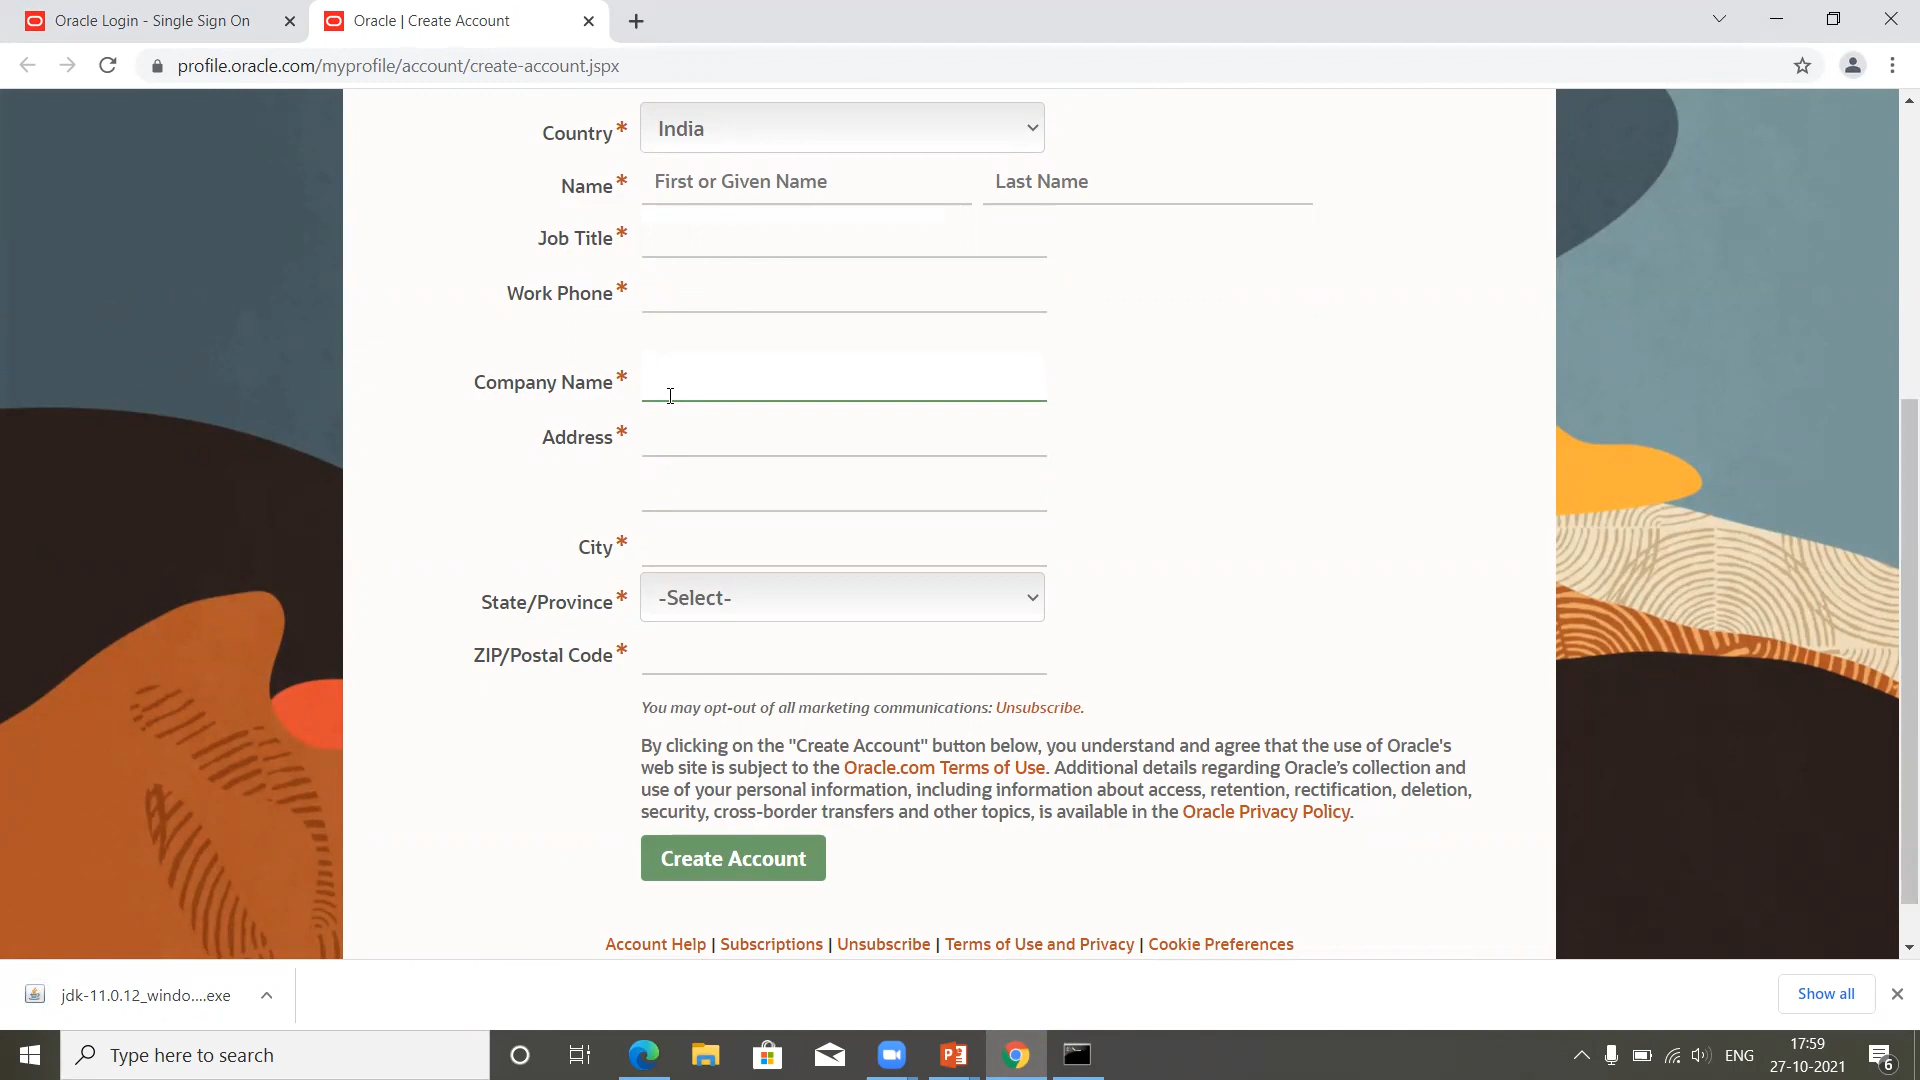 Oracle Login - Single Sign On
Oracle | Create Account
profile.oracle.com/myprofile/account/create-account.jspx
Country*
India
Name*
First or Given Name
Last Name
Job Title*
Work Phone*
Company Name*
Address*
City*
State/Province*
-Select-
ZIP/Postal Code*
You may opt-out of all marketing communications: Unsubscribe.
By clicking on the "Create Account" button below, you understand and agree that the use of Oracle's
web site is subject to the Oracle.com Terms of Use. Additional details regarding Oracle's collection and
use of your personal information, including information about access, retention, rectification, deletion,
security, cross-border transfers and other topics, is available in the Oracle Privacy Policy.
Create Account
Account Help | Subscriptions | Unsubscribe | Terms of Use and Privacy | Cookie Preferences
jdk-11.0.12_windo....exe
Show all
Type here to search
ENG
17:59
27-10-2021
6